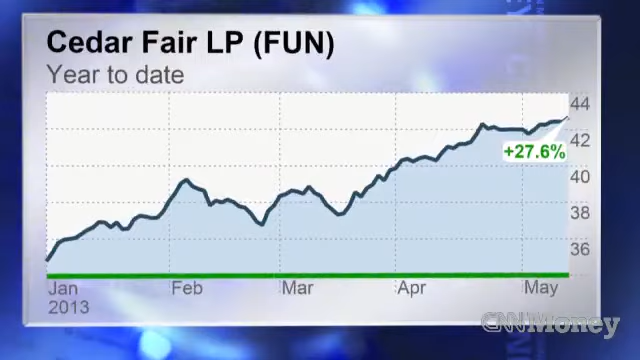 Cedar Fair LP (FUN)
Year to date
44
42
+27.6%
40
38
36
Jan Feb Mar Apr May
2013
CNNMoney